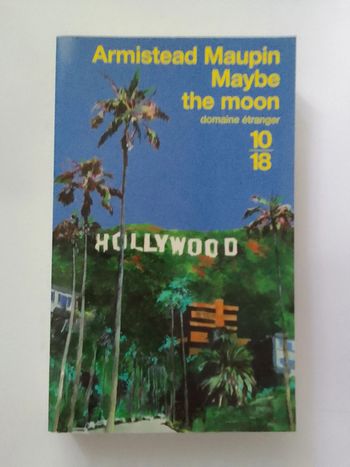 Armistead Maupin
Maybe
the moon
domaine étranger
10
18
HOLLYWOOD